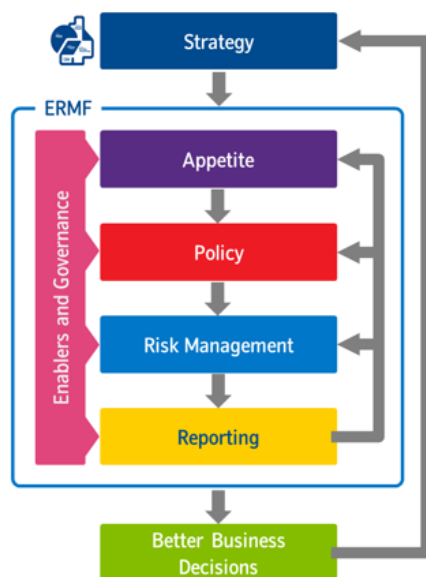 Strategy
ERMF
Enablers and Governance
Appetite
Policy
Risk Management
Reporting
Better Business
Decisions